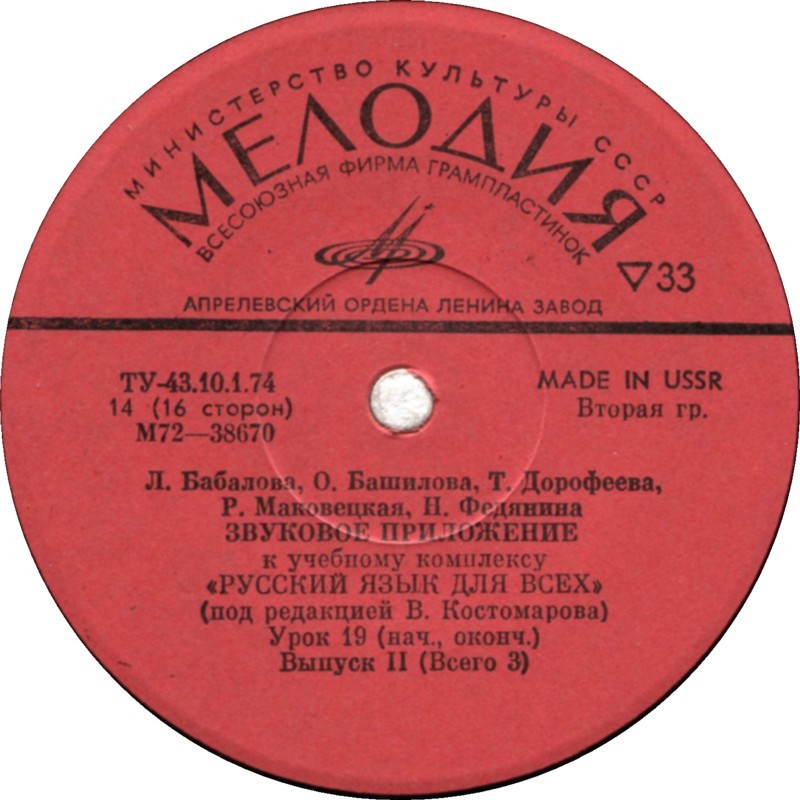 МИНИСТЕРСТВО КУЛЬТУРЫ СССР
МЕЛОДИЯ
ВСЕСОЮЗНАЯ ФИРМА ГРАМПЛАСТИНОК
▽33
АПРЕЛЕВСКИЙ ОРДЕНА ЛЕНИНА ЗАВОД
ТУ-43.10.1.74
14 (16 сторон)
М72—38670
MADE IN USSR
Вторая гр.
Л. Бабалова, О. Башилова, Т. Дорофеева,
Р. Маковецкая, Н. Федянина
ЗВУКОВОЕ ПРИЛОЖЕНИЕ
к учебному комплексу
«РУССКИЙ ЯЗЫК ДЛЯ ВСЕХ»
(под редакцией В. Костомарова)
Урок 19 (нач., оконч.)
Выпуск II (Всего 3)